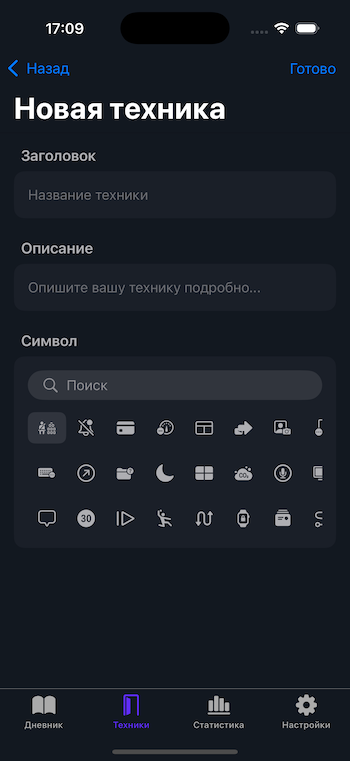 17:09
Назад
Готово
Новая техника
Заголовок
Название техники
Описание
Опишите вашу технику подробно...
Символ
Поиск
CO₂
30
Дневник
Техники
Статистика
Настройки